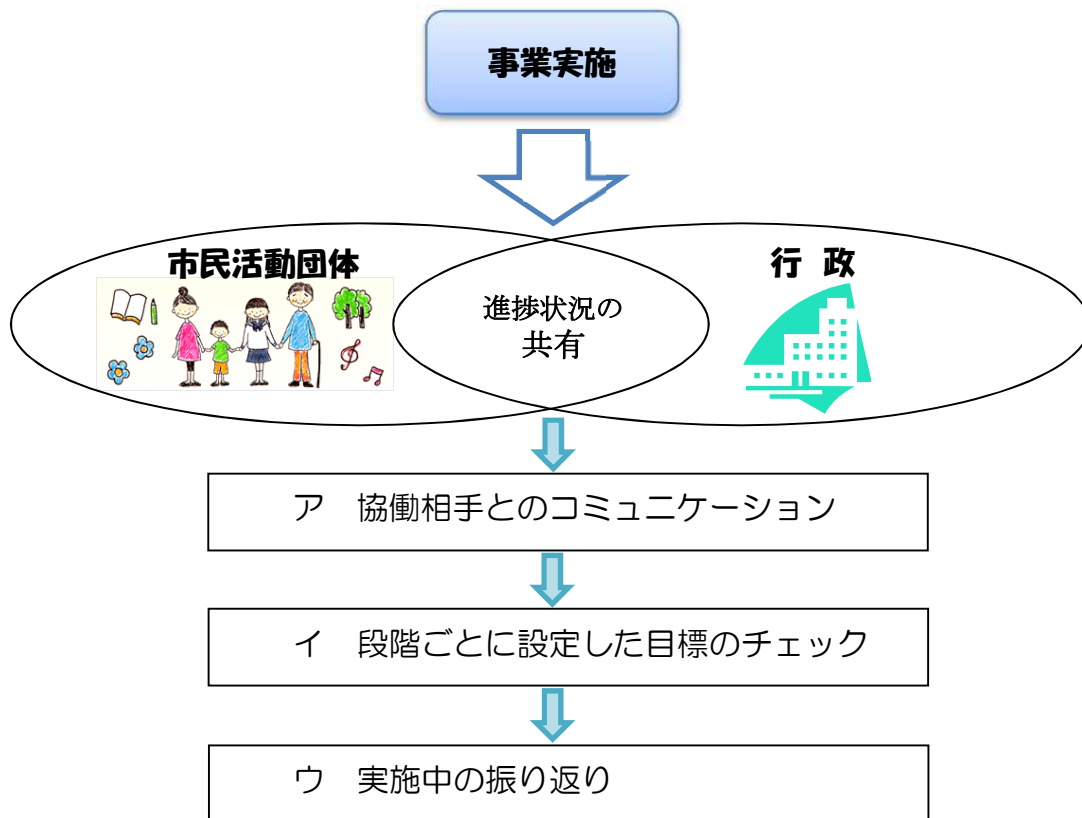 事業実施
市民活動団体
行 政
進捗状況の
共有
ア 協働相手とのコミュニケーション
イ 段階ごとに設定した目標のチェック
ウ 実施中の振り返り